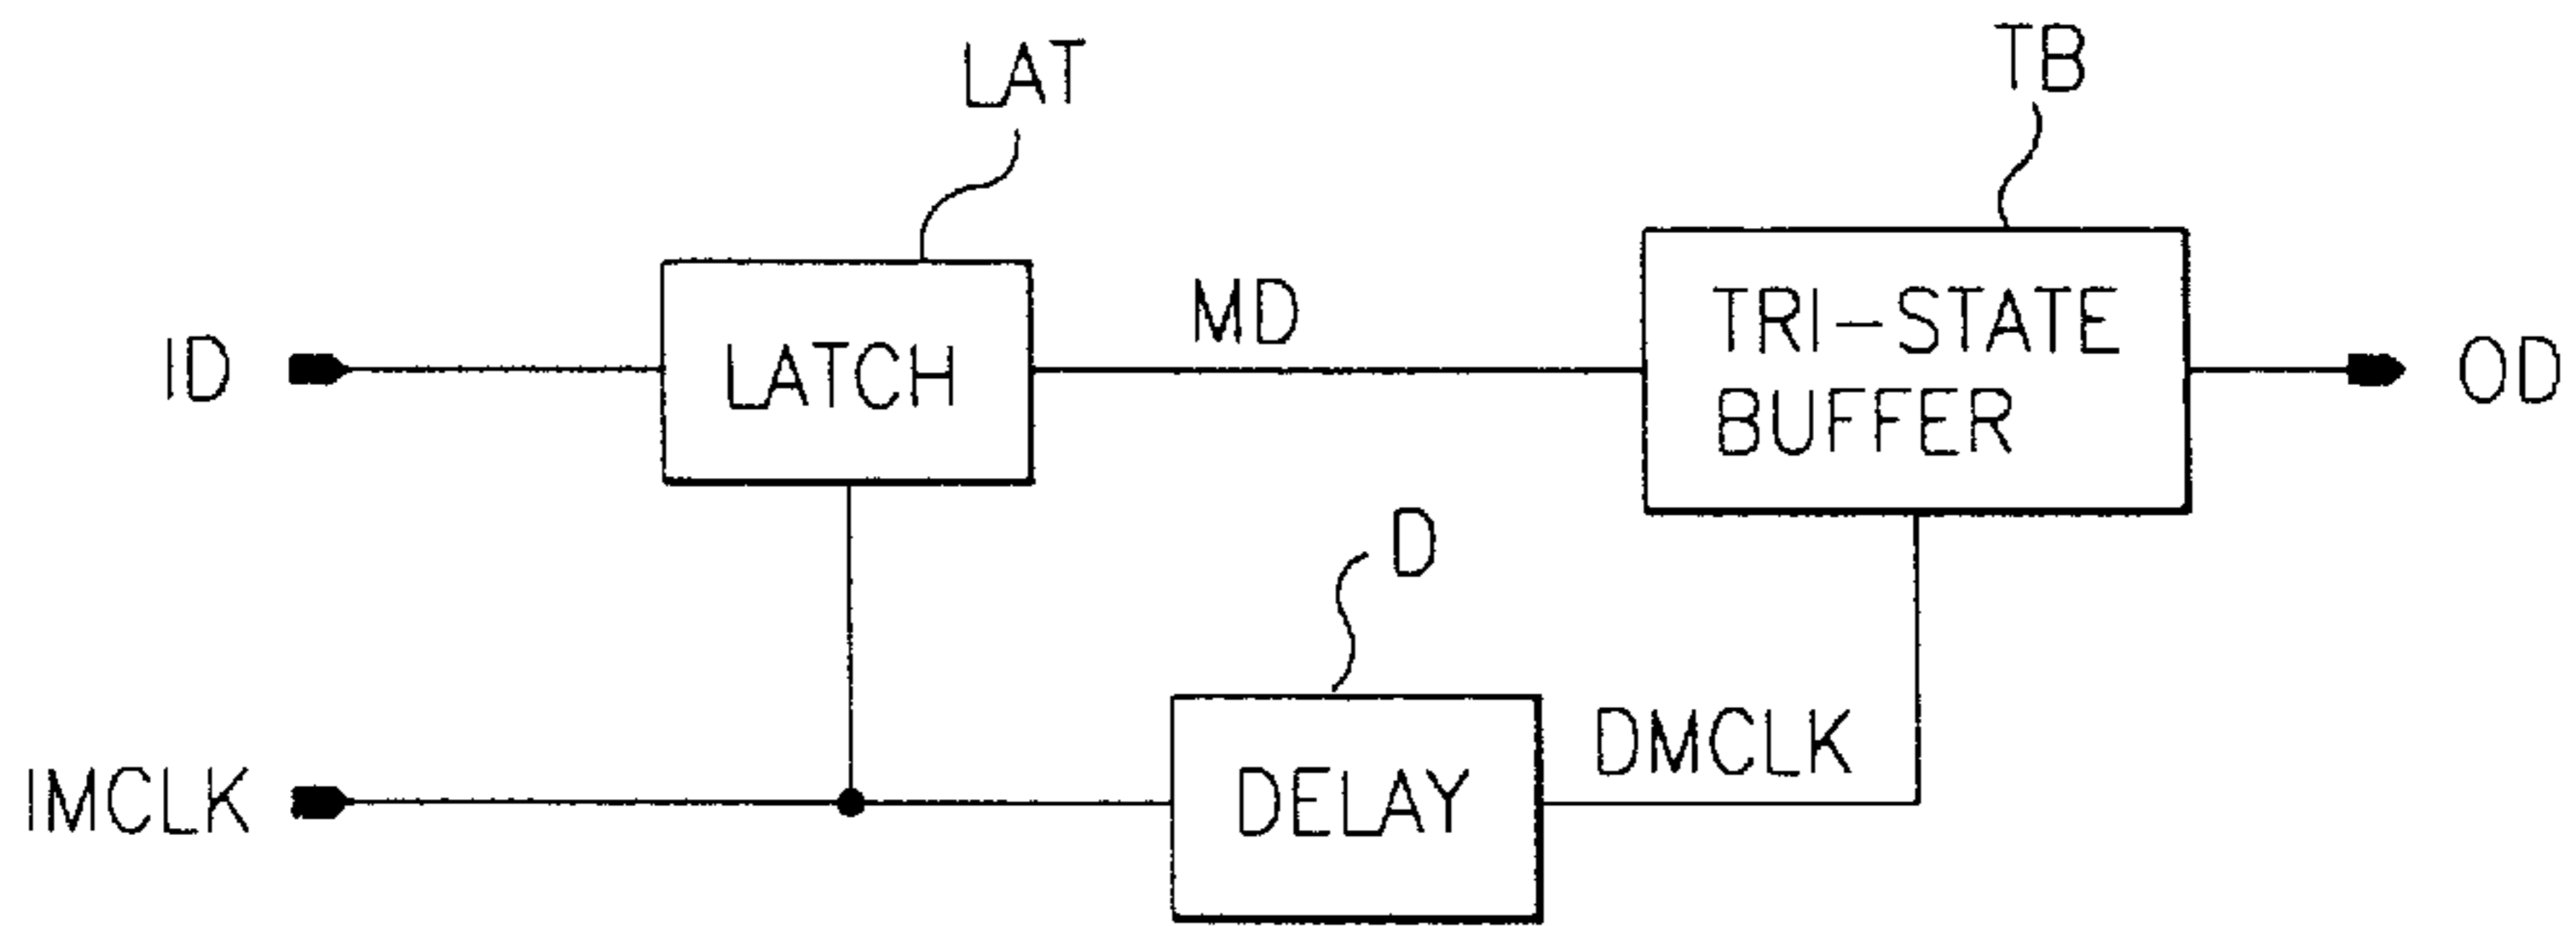 LAT
TB
ID
LATCH
MD
TRI-STATE
BUFFER
OD
D
IMCLK
DELAY
DMCLK